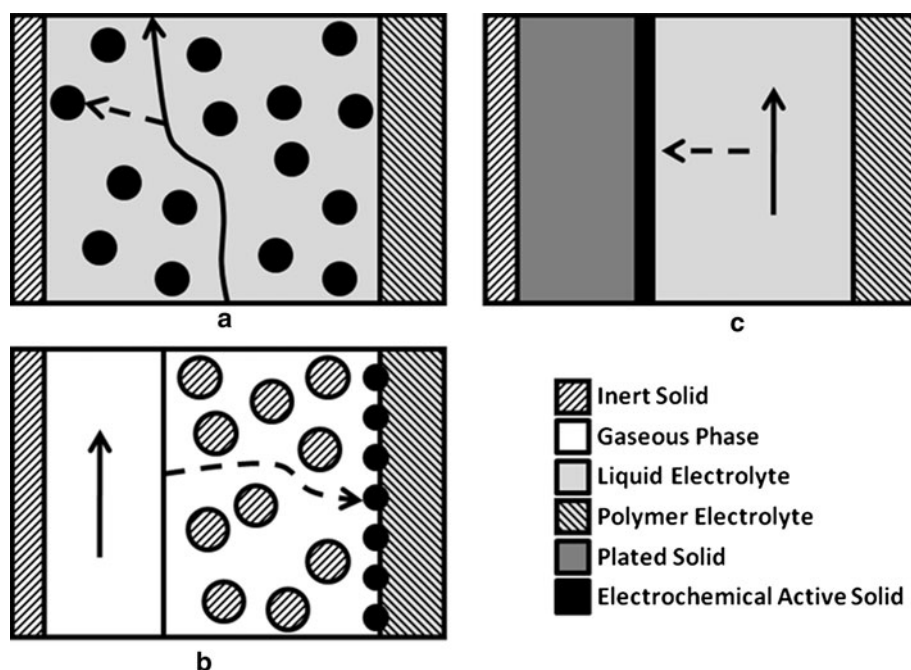 a
c
b
Inert Solid
Gaseous Phase
Liquid Electrolyte
Polymer Electrolyte
Plated Solid
Electrochemical Active Solid